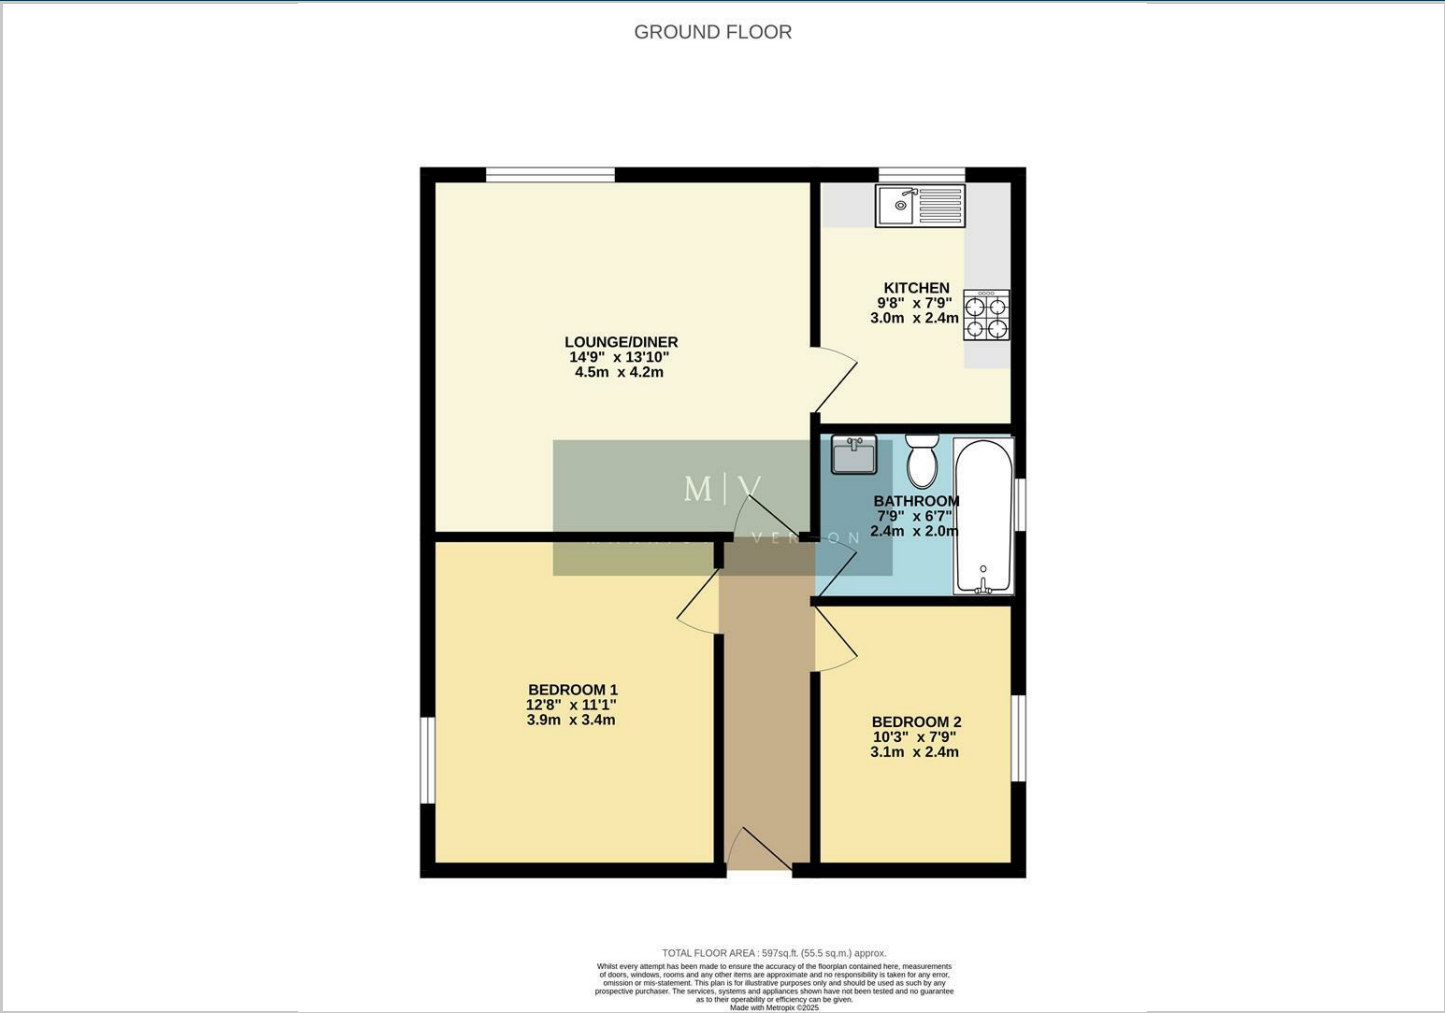 GROUND FLOOR
LOUNGE/DINER
14'9" x 13'10"
4.5m x 4.2m
KITCHEN
9'8" x 7'9"
3.0m x 2.4m
M|V
VERNON
BATHROOM
7'9" x 6'7"
2.4m x 2.0m
BEDROOM 1
12'8" x 11'1"
3.9m x 3.4m
BEDROOM 2
10'3" x 7'9"
3.1m x 2.4m
TOTAL FLOOR AREA : 597sq.ft. (55.5 sq.m.) approx.
Whilst every attempt has been made to ensure the accuracy of the floorplan contained here, measurements
of doors, windows, rooms and any other items are approximate and no responsibility is taken for any error,
omission or mis-statement. This plan is for illustrative purposes only and should be used as such by any
prospective purchaser. The services, systems and appliances shown have not been tested and no guarantee
as to their operability or efficiency can be given.
Made with Metropix ©2025